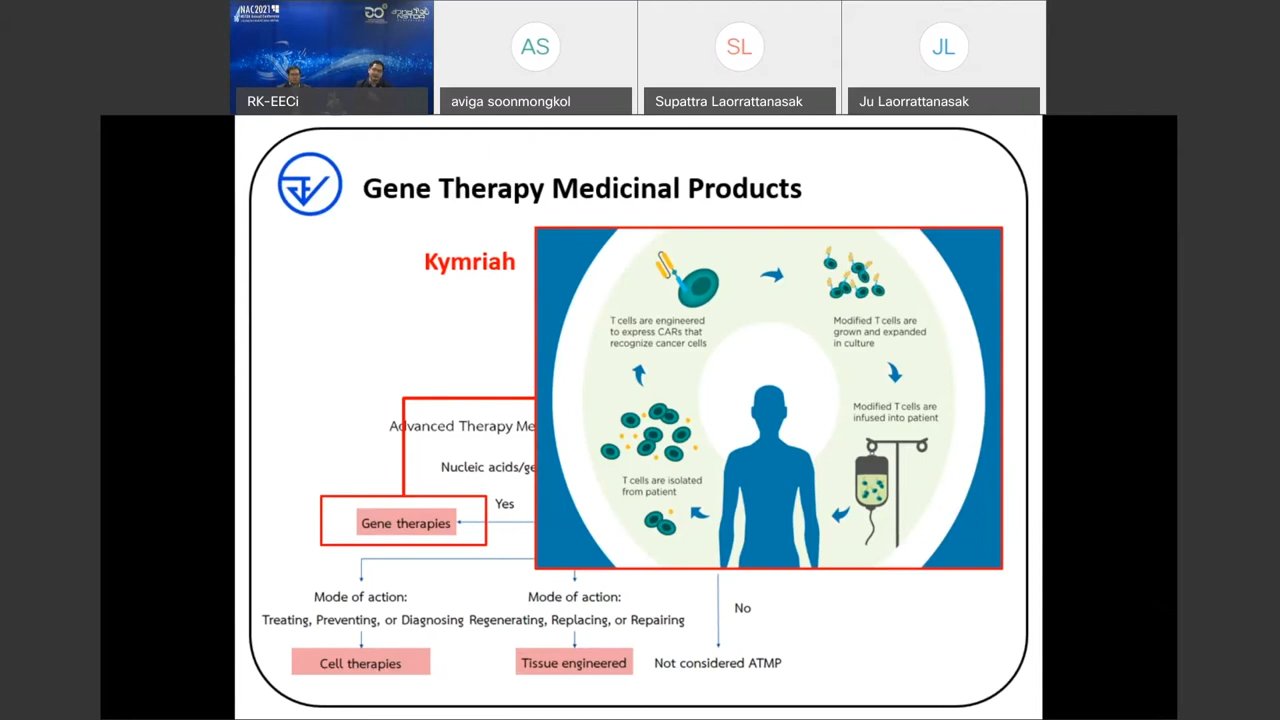 NAC2021
RK-EECi
AS
aviga soonmongkol
SL
Supattra Laorrattanasak
JL
Ju Laorrattanasak
Gene Therapy Medicinal Products
Kymriah
T cells are engineered
to express CARs that
recognize cancer cells
Modified T cells are
grown and expanded
in culture
Modified T cells are
infused into patient
T cells are isolated
from patient
Advanced Therapy Me
Nucleic acids/ge
Yes
Gene therapies
Mode of action:
Treating, Preventing, or Diagnosing
Mode of action:
Regenerating, Replacing, or Repairing
No
Cell therapies
Tissue engineered
Not considered ATMP